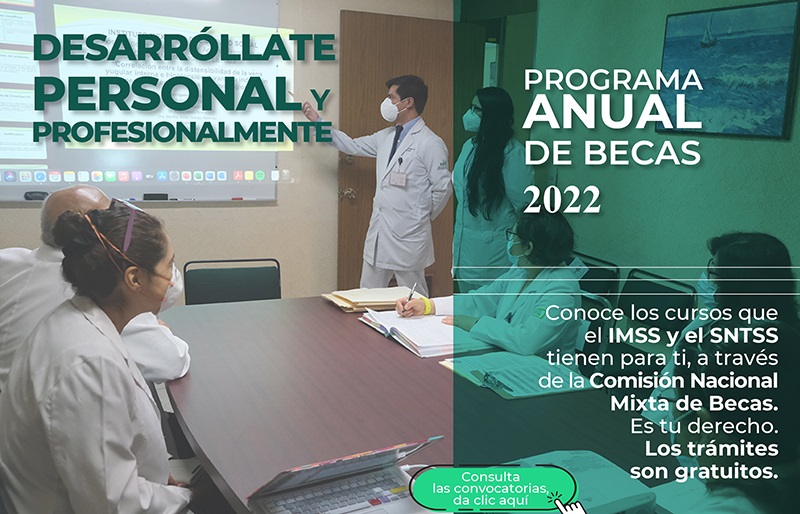 DESARRÓLLATE
PERSONAL Y
PROFESIONALMENTE
PROGRAMA
ANUAL
DE BECAS
2022
Conoce los cursos que
el IMSS y el SNTSS
tienen para ti, a través
de la Comisión Nacional
Mixta de Becas.
Es tu derecho.
Los trámites
son gratuitos.
Consulta
las convocatorias,
da clic aquí